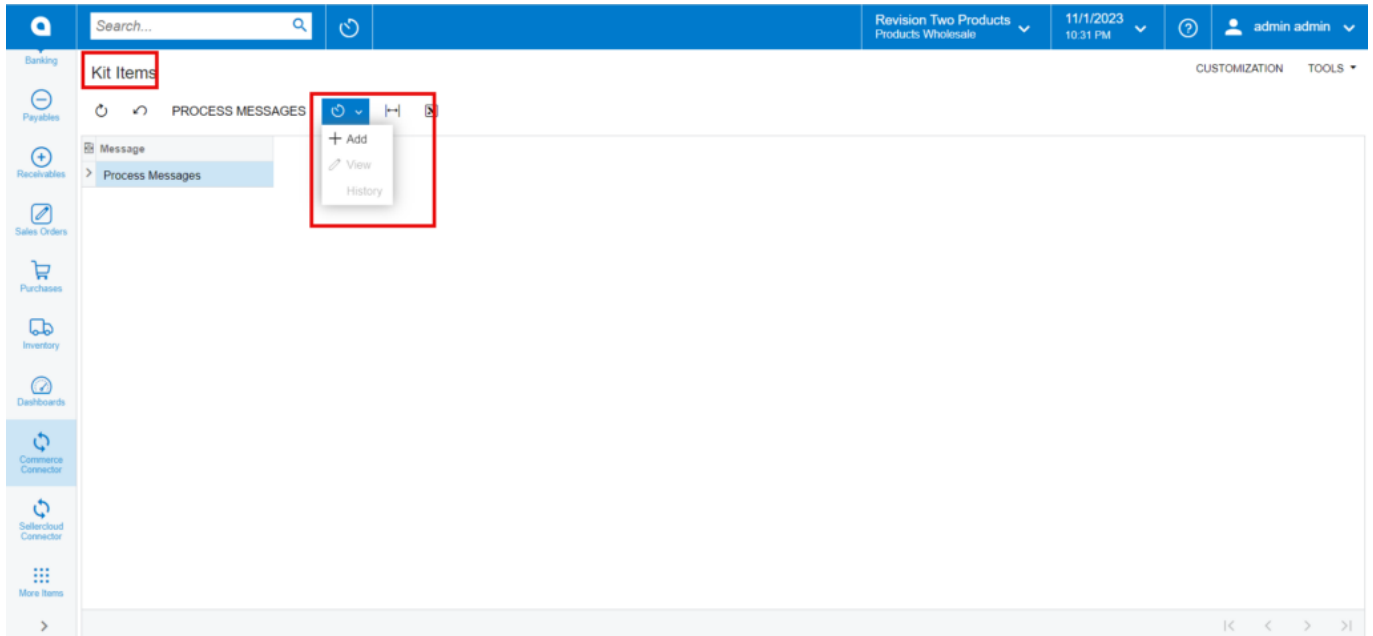 Search...
Revision Two Products
Products Wholesale
11/1/2023
10:31 PM
admin admin
Banking
Payables
Receivables
Sales Orders
Purchases
Inventory
Dashboards
Commerce
Connector
Sellercloud
Connector
More Items
Kit Items
CUSTOMIZATION
TOOLS
PROCESS MESSAGES
Add
View
History
Message
Process Messages